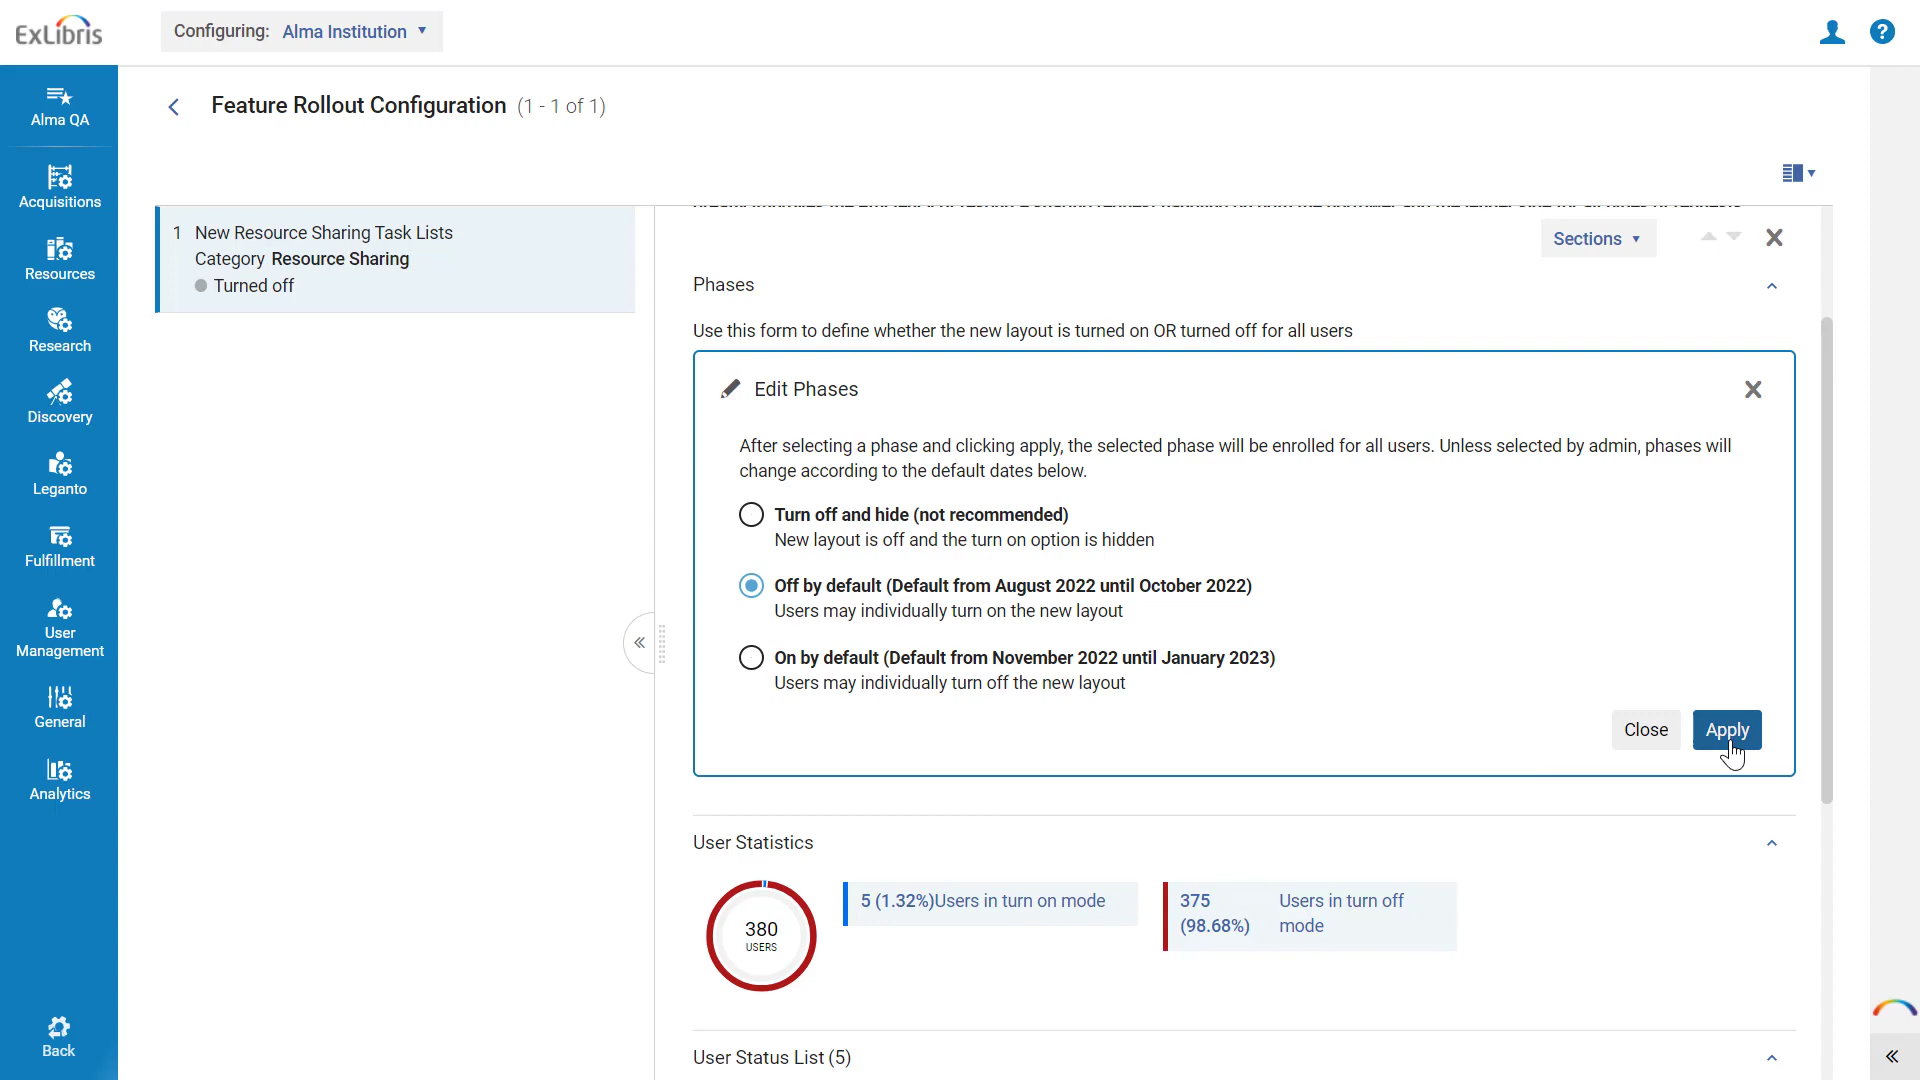 ExLibris
Configuring: Alma Institution
?
Alma QA
Acquisitions
Resources
Research
Discovery
Leganto
Fulfillment
User
Management
General
Analytics
Back
Feature Rollout Configuration (1 - 1 of 1)
1 New Resource Sharing Task Lists
Category Resource Sharing
Turned off
Sections
Phases
Use this form to define whether the new layout is turned on OR turned off for all users
Edit Phases
After selecting a phase and clicking apply, the selected phase will be enrolled for all users. Unless selected by admin, phases will
change according to the default dates below.
Turn off and hide (not recommended)
New layout is off and the turn on option is hidden
Off by default (Default from August 2022 until October 2022)
Users may individually turn on the new layout
On by default (Default from November 2022 until January 2023)
Users may individually turn off the new layout
Close Apply
User Statistics
380
USERS
5 (1.32%)Users in turn on mode
375 Users in turn off
(98.68%) mode
User Status List (5)